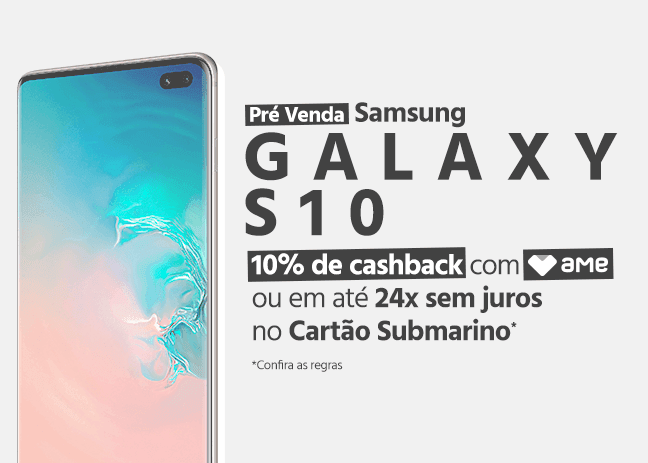 Pré Venda Samsung
GALAXY
S10
10% de cashback com ame
ou em até 24x sem juros
no Cartão Submarino*
*Confira as regras